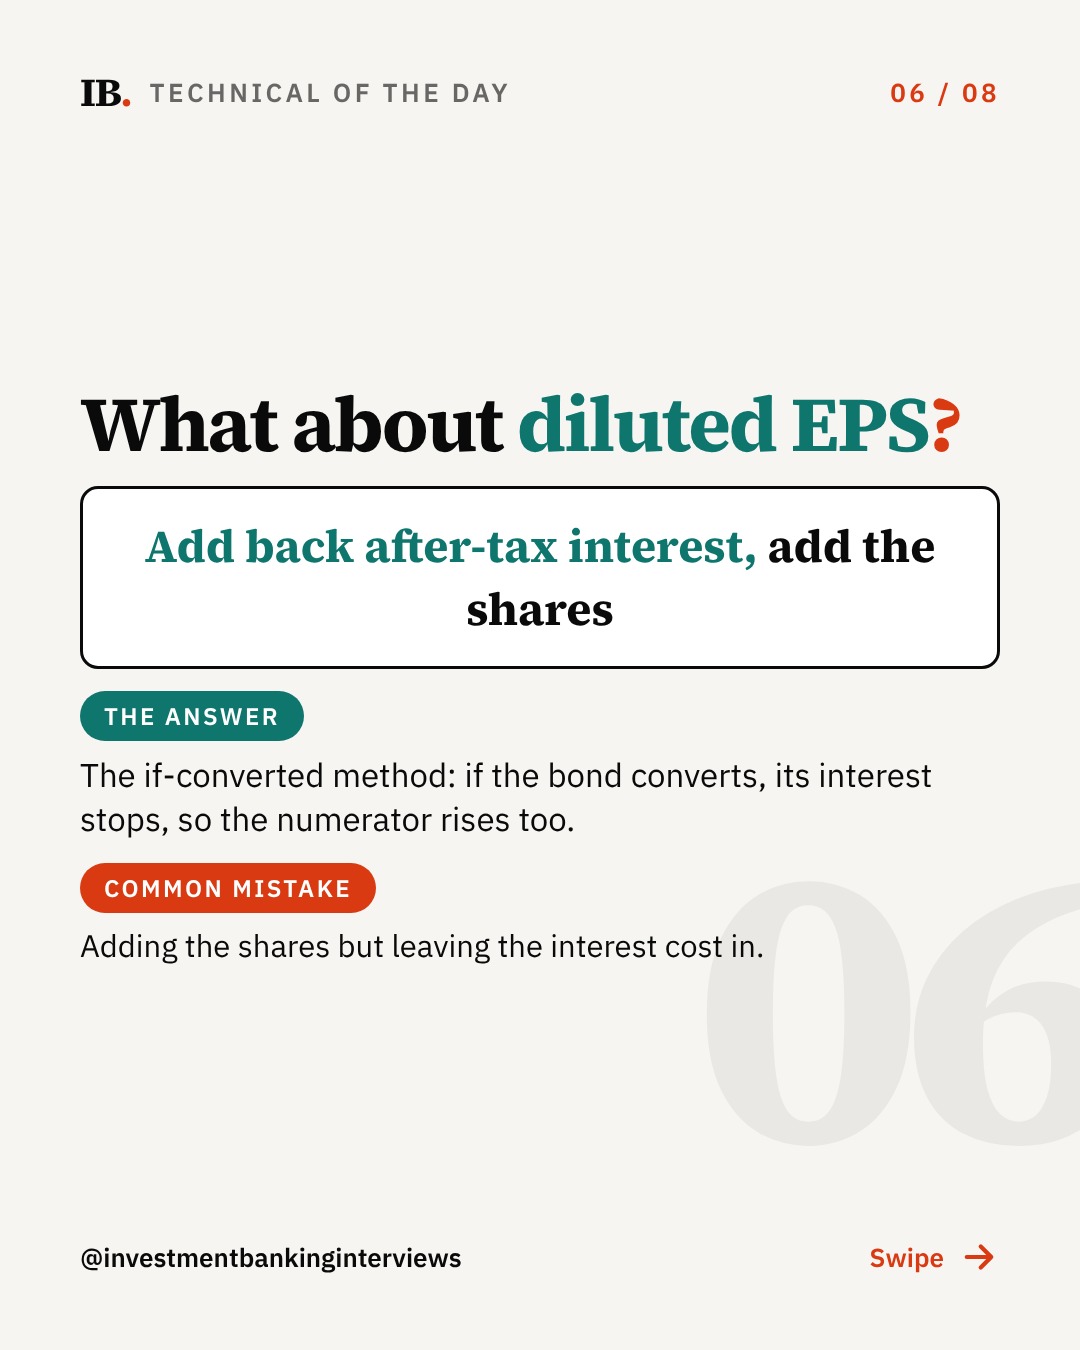 IB. TECHNICAL OF THE DAY
06 / 08
What about diluted EPS?
Add back after-tax interest, add the
shares
THE ANSWER
The if-converted method: if the bond converts, its interest
stops, so the numerator rises too.
COMMON MISTAKE
Adding the shares but leaving the interest cost in.
06
@investmentbankinginterviews
Swipe →